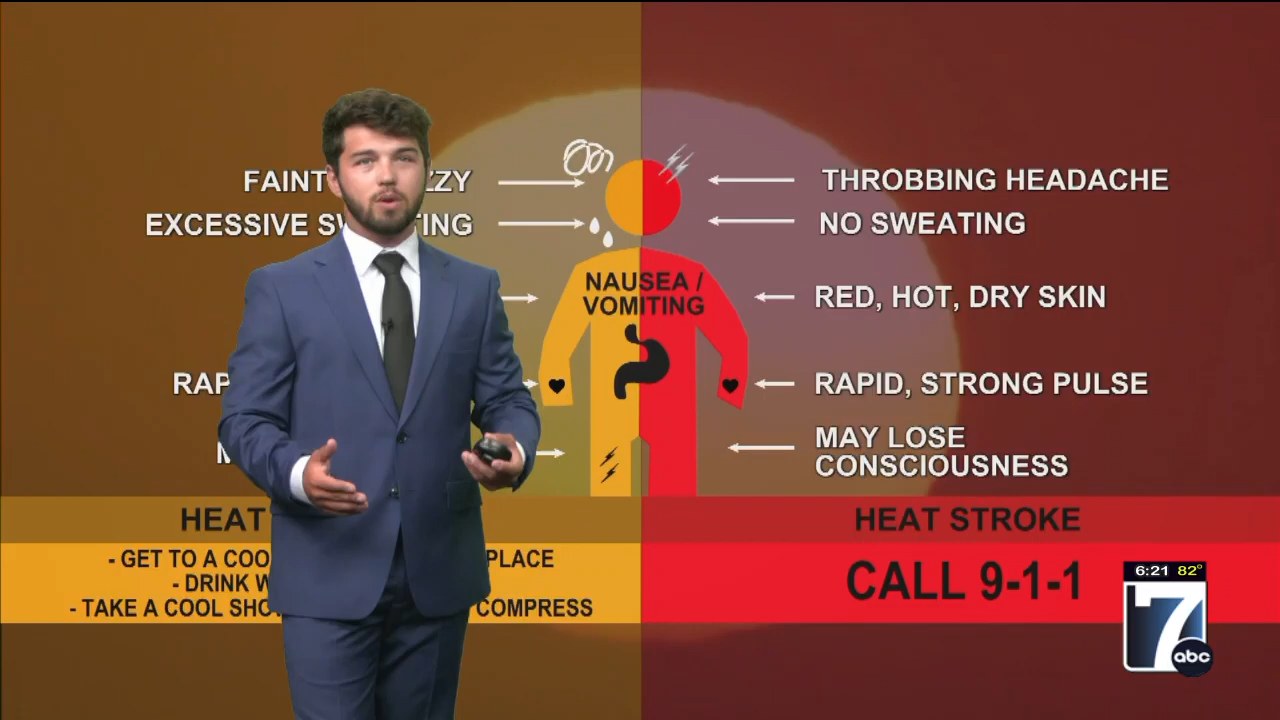 FAINT ZZY
EXCESSIVE SW TING
RAP
M
HEAT
- GET TO A COO PLACE
- DRINK W
- TAKE A COOL SHO COMPRESS
NAUSEA /
VOMITING
THROBBING HEADACHE
NO SWEATING
RED, HOT, DRY SKIN
RAPID, STRONG PULSE
MAY LOSE
CONSCIOUSNESS
HEAT STROKE
CALL 9-1-1
6:21 82°
7
abc